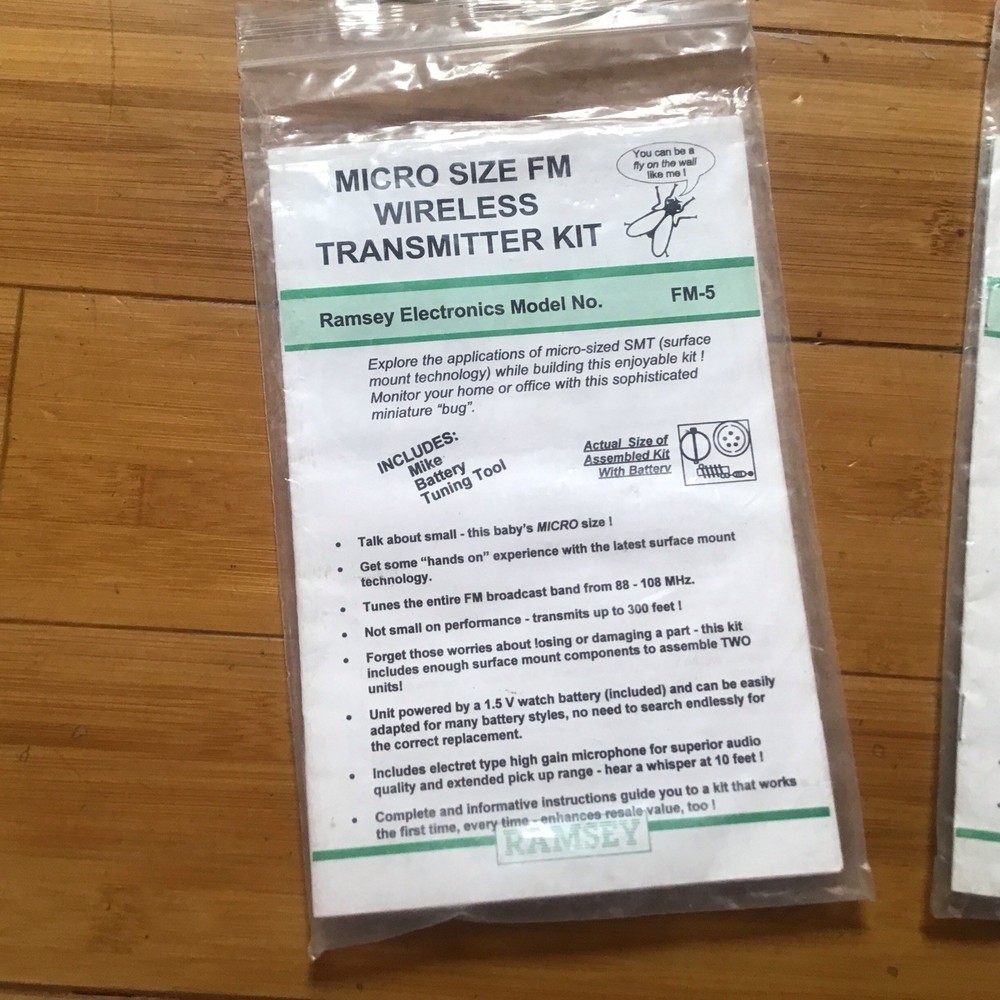 MICRO SIZE FM
WIRELESS
TRANSMITTER KIT
You can be a
fly on the wall
like me !
Ramsey Electronics Model No. FM-5
Explore the applications of micro-sized SMT (surface
mount technology) while building this enjoyable kit !
Monitor your home or office with this sophisticated
miniature “bug”.
INCLUDES:
Mike
Battery
Tuning Tool
Actual Size of
Assembled Kit
With Battery
• Talk about small - this baby's MICRO size !
• Get some “hands on” experience with the latest surface mount
technology.
• Tunes the entire FM broadcast band from 88 - 108 MHz.
• Not small on performance - transmits up to 300 feet !
• Forget those worries about losing or damaging a part - this kit
includes enough surface mount components to assemble TWO
units!
• Unit powered by a 1.5 V watch battery (included) and can be easily
adapted for many battery styles, no need to search endlessly for
the correct replacement.
• Includes electret type high gain microphone for superior audio
quality and extended pick up range - hear a whisper at 10 feet !
• Complete and informative instructions guide you to a kit that works
the first time, every time - enhances resale value, too !
RAMSEY